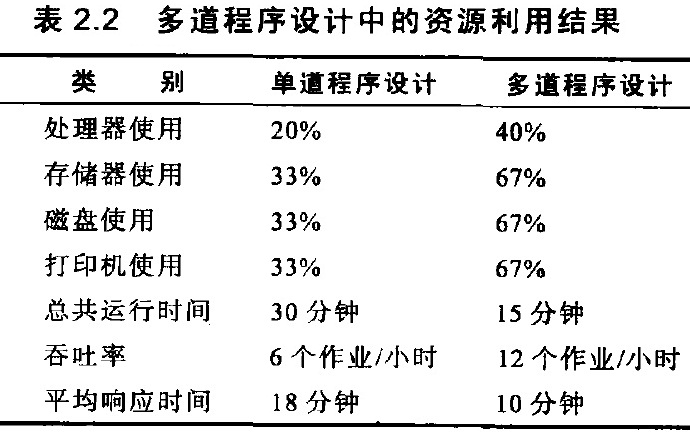 表 2.2 多道程序设计中的资源利用结果
类 别 单道程序设计 多道程序设计
处理器使用 20% 40%
存储器使用 33% 67%
磁盘使用 33% 67%
打印机使用 33% 67%
总共运行时间 30 分钟 15 分钟
吞吐率 6 个作业/小时 12 个作业/小时
平均响应时间 18 分钟 10 分钟